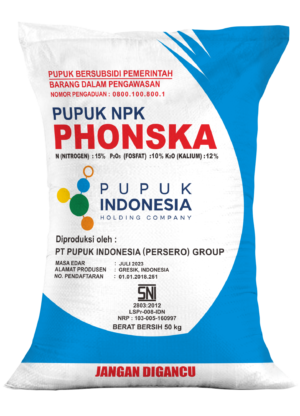 PUPUK BERSUBSIDI PEMERINTAH
BARANG DALAM PENGAWASAN
NOMOR PENGADUAN : 0800.100.800.1
PUPUK NPK
PHONSKA
N (NITROGEN) : 15% P₂O₅ (FOSFAT) :10% K₂O (KALIUM) :12%
PUPUK
INDONESIA
HOLDING COMPANY
Diproduksi oleh :
PT PUPUK INDONESIA (PERSERO) GROUP
MASA EDAR : JULI 2023
ALAMAT PRODUSEN : GRESIK, INDONESIA
NO. PENDAFTARAN : 01.01.2018.281
SNI
2803:2012
LSPr-008-IDN
NRP : 103-005-160997
BERAT BERSIH 50 kg
JANGAN DIGANCU